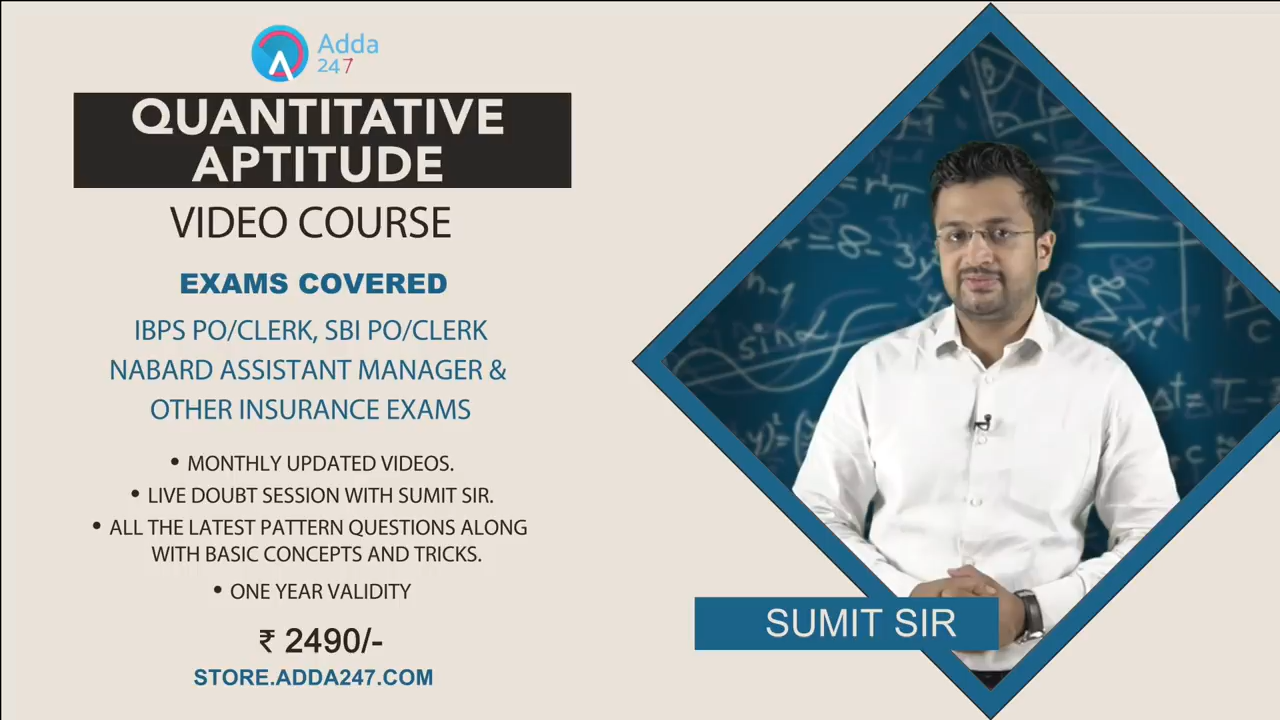 Adda
247
QUANTITATIVE
APTITUDE
VIDEO COURSE
EXAMS COVERED
IBPS PO/CLERK, SBI PO/CLERK
NABARD ASSISTANT MANAGER &
OTHER INSURANCE EXAMS
• MONTHLY UPDATED VIDEOS.
• LIVE DOUBT SESSION WITH SUMIT SIR.
• ALL THE LATEST PATTERN QUESTIONS ALONG
WITH BASIC CONCEPTS AND TRICKS.
• ONE YEAR VALIDITY
₹ 2490/-
STORE.ADDA247.COM
sinα
SUMIT SIR